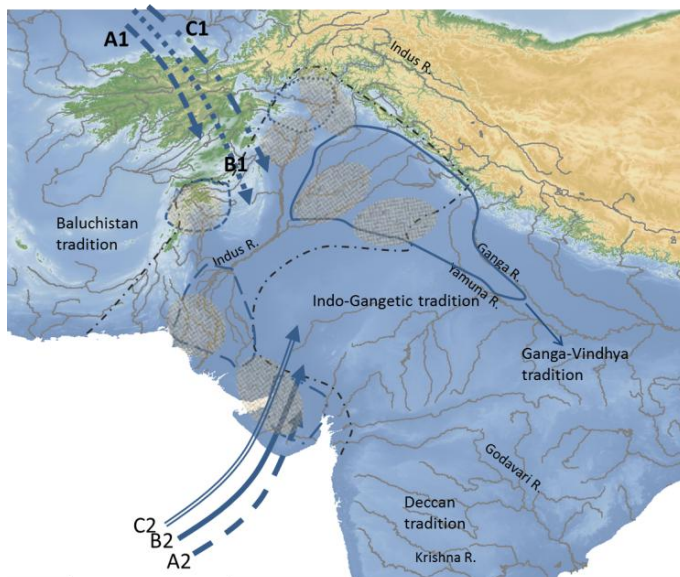 A1
C1
Indus R.
B1
Baluchistan
tradition
Indus R.
Ganga R.
Yamuna R.
Indo-Gangetic tradition
Ganga-Vindhya
tradition
Godavari R.
Deccan
tradition
C2
B2
A2
Krishna R.